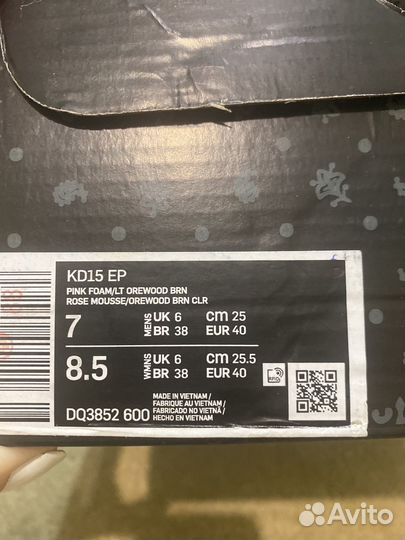 KD15 EP
PINK FOAM/LT OREWOOD BRN
ROSE MOUSSE/OREWOOD BRN CLR
7 MENS UK 6 CM 25
BR 38 EUR 40
8.5 WMNS UK 6 CM 25.5
BR 38 EUR 40
DQ3852 600
MADE IN VIETNAM /
FABRIQUE AU VIETNAM /
FABRICADO NO VIETNÃ /
HECHO EN VIETNAM
Avito